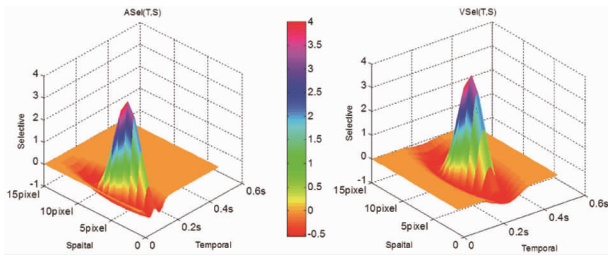 ASel(T,S)
4
3
2
1
0
-1
Selective
15pixel
10pixel
5pixel
0
Spaital
0
0.2s
0.4s
0.6s
Temporal
4
3.5
3
2.5
2
1.5
1
0.5
0
-0.5
VSel(T,S)
4
3
2
1
0
-1
Selective
15pixel
10pixel
5pixel
0
Spaital
0
0.2s
0.4s
0.6s
Temporal